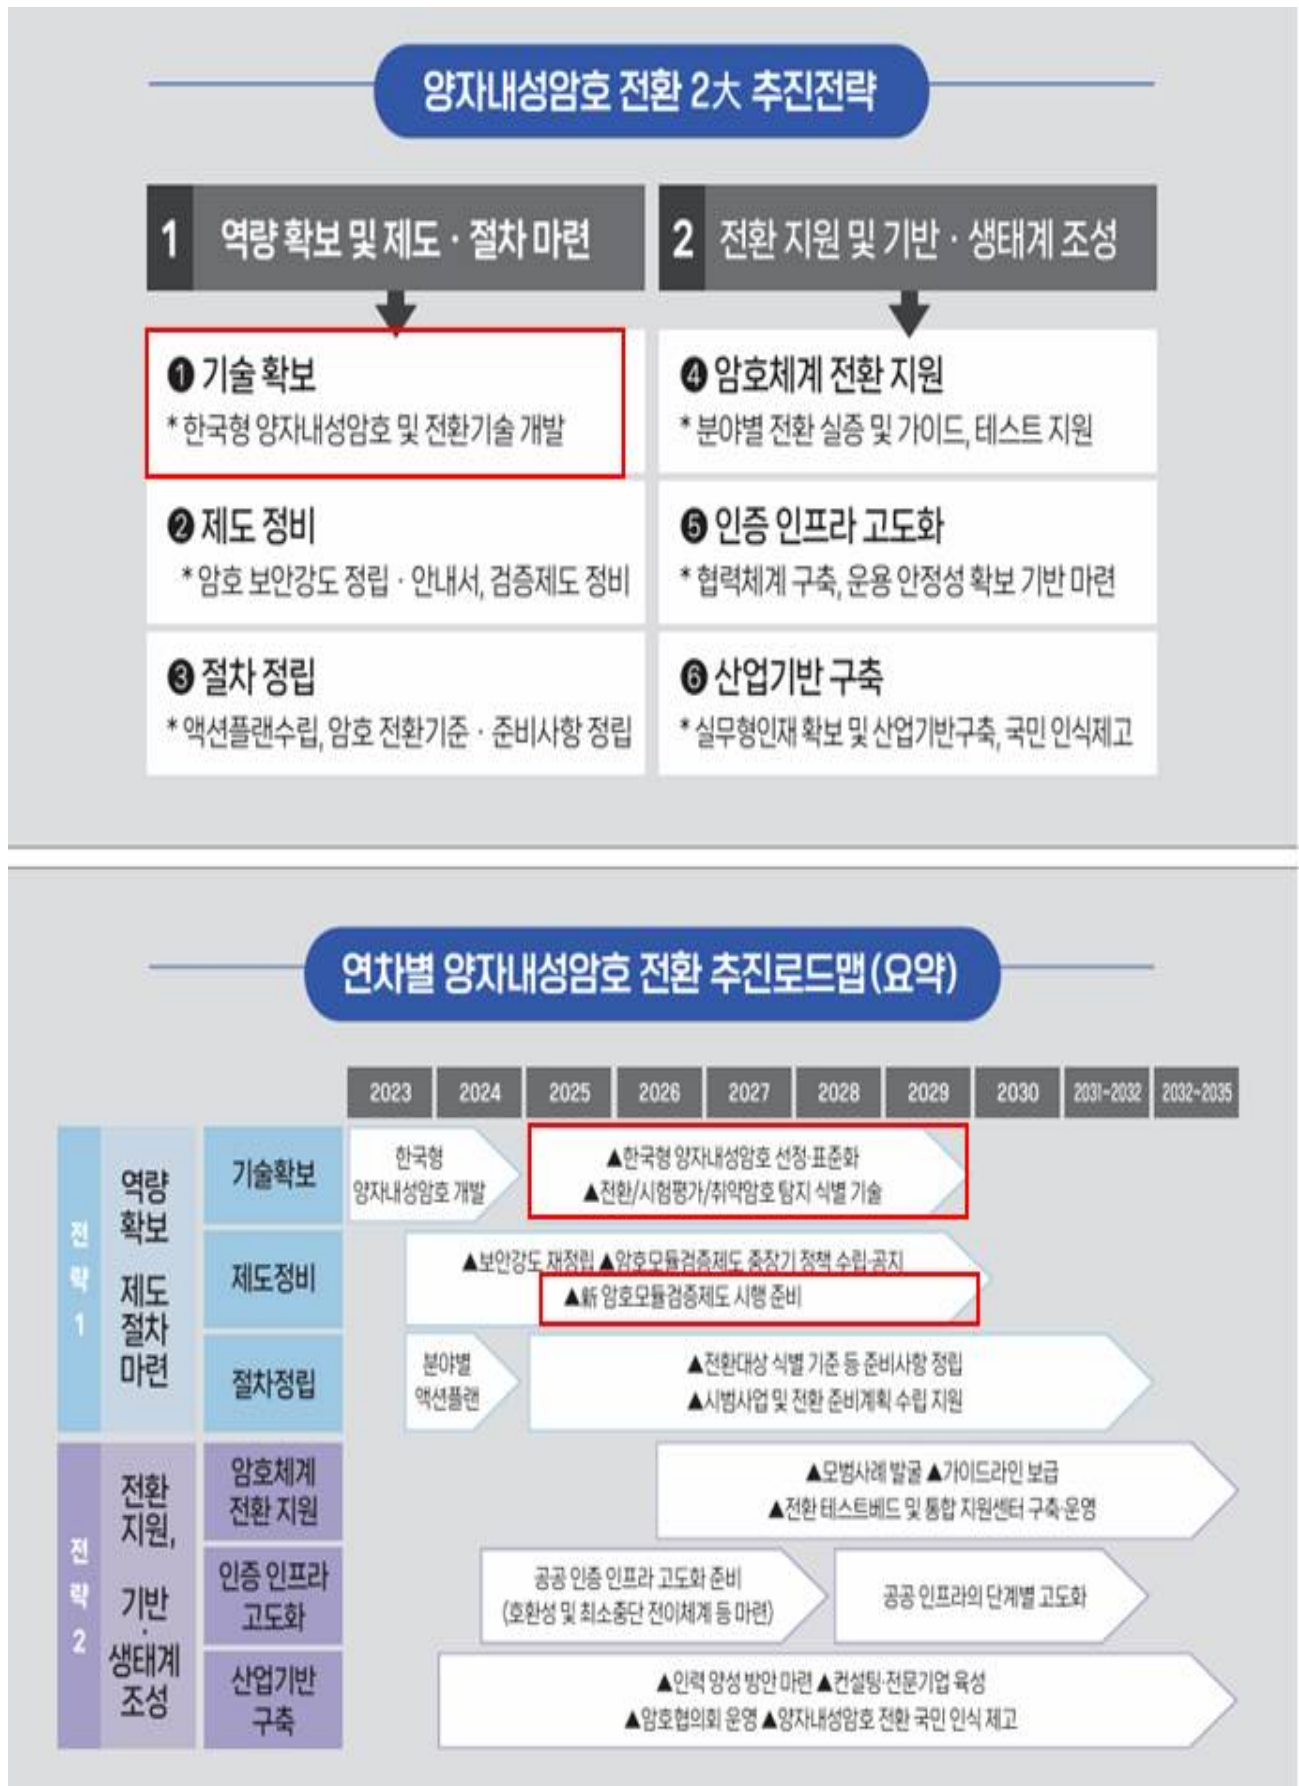 양자내성암호 전환 2大 추진전략
1 역량 확보 및 제도 · 절차 마련
2 전환 지원 및 기반 · 생태계 조성
❶ 기술 확보
* 한국형 양자내성암호 및 전환기술 개발
❷ 제도 정비
* 암호 보안강도 정립 · 안내서, 검증제도 정비
❸ 절차 정립
* 액션플랜수립, 암호 전환기준 · 준비사항 정립
❹ 암호체계 전환 지원
* 분야별 전환 실증 및 가이드, 테스트 지원
❺ 인증 인프라 고도화
* 협력체계 구축, 운용 안정성 확보 기반 마련
❻ 산업기반 구축
* 실무형인재 확보 및 산업기반구축, 국민 인식제고
연차별 양자내성암호 전환 추진로드맵(요약)
2023 2024 2025 2026 2027 2028 2029 2030 2031~2032 2032~2035
전략1
역량
확보
제도
절차
마련
기술확보
한국형
양자내성암호 개발
▲한국형 양자내성암호 선정·표준화
▲전환/시험평가/취약암호 탐지 식별 기술
제도정비
▲보안강도 재정립 ▲암호모듈검증제도 중장기 정책 수립·공지
▲新 암호모듈검증제도 시행 준비
절차정립
분야별
액션플랜
▲전환대상 식별 기준 등 준비사항 정립
▲시범사업 및 전환 준비계획 수립 지원
전략2
전환
지원,
기반
·
생태계
조성
암호체계
전환 지원
▲모범사례 발굴 ▲가이드라인 보급
▲전환 테스트베드 및 통합 지원센터 구축·운영
인증 인프라
고도화
공공 인증 인프라 고도화 준비
(호환성 및 최소중단 전이체계 등 마련)
공공 인프라의 단계별 고도화
산업기반
구축
▲인력 양성 방안 마련 ▲컨설팅·전문기업 육성
▲암호협의회 운영 ▲양자내성암호 전환 국민 인식 제고